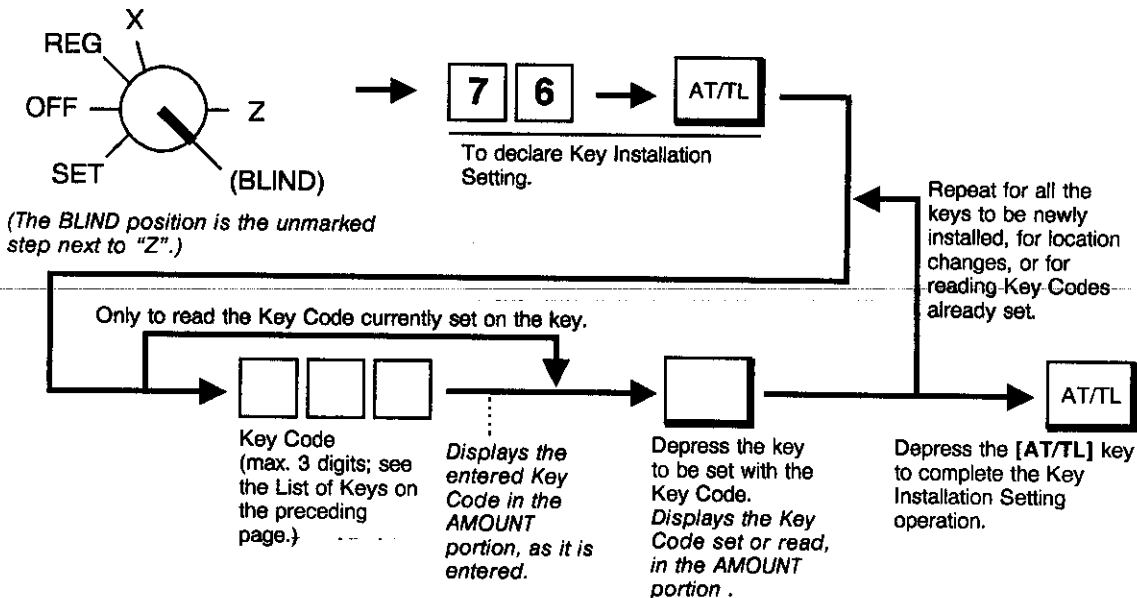 X
REG
OFF
Z
SET
(BLIND)
(The BLIND position is the unmarked
step next to "Z".)
7 6
AT/TL
To declare Key Installation
Setting.
Repeat for all the
keys to be newly
installed, for location
changes, or for
reading Key Codes
already set.
Only to read the Key Code currently set on the key.
Key Code
(max. 3 digits; see
the List of Keys on
the preceding
page.)
Displays the
entered Key
Code in the
AMOUNT
portion, as it is
entered.
Depress the key
to be set with the
Key Code.
Displays the Key
Code set or read,
in the AMOUNT
portion .
AT/TL
Depress the [AT/TL] key
to complete the Key
Installation Setting
operation.